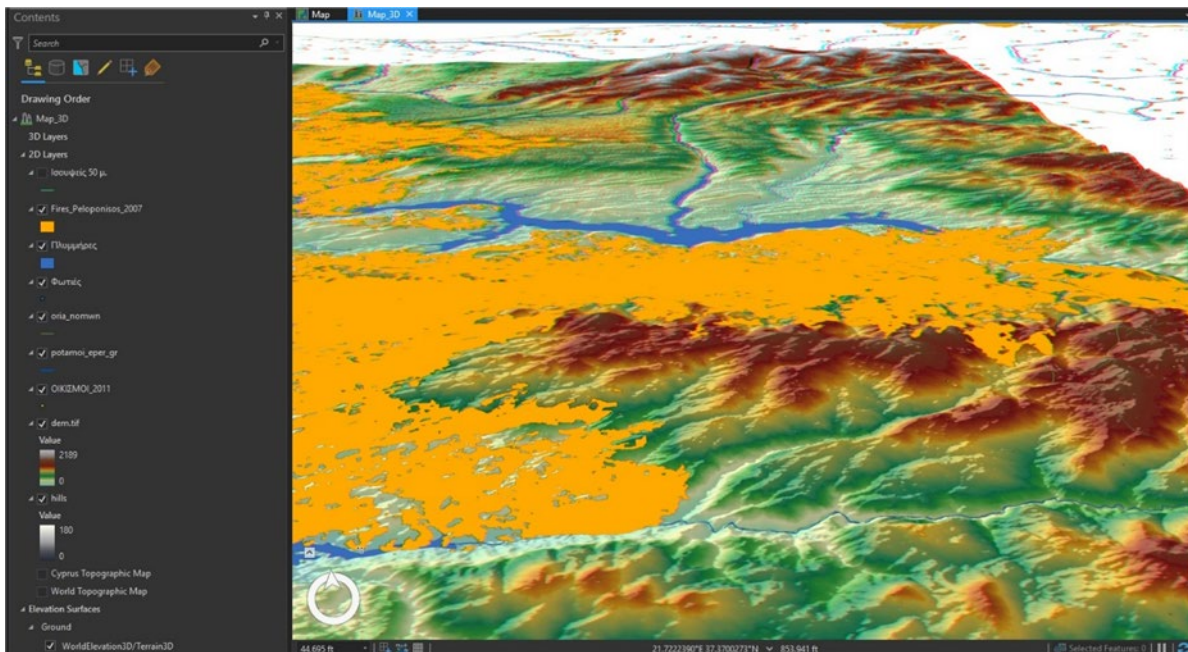 Contents
Map
Map_3D
Search
Drawing Order
Map_3D
3D Layers
2D Layers
Ισοϋψείς 50 μ.
Fires_Peloponisos_2007
Πλυμμήρες
Φωτιές
oria_nomwn
potamoi_eper_gr
ΟΙΚΙΣΜΟΙ_2011
dem.tif
Value
2189
0
hills
Value
180
0
Cyprus Topographic Map
World Topographic Map
Elevation Surfaces
Ground
WorldElevation3D/Terrain3D
44.695 ft
21.7222390°E 37.3700273°N
853.941 ft
Selected Features: 0